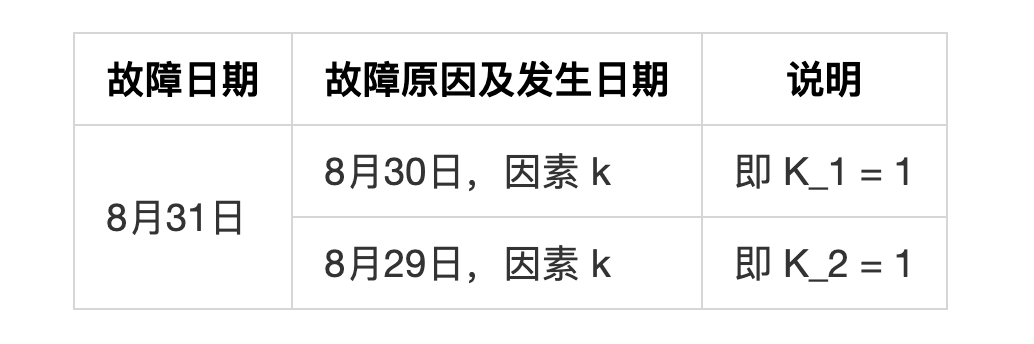 故障日期 故障原因及发生日期 说明
8月31日
8月30日，因素 k 即 K_1 = 1
8月29日，因素 k 即 K_2 = 1